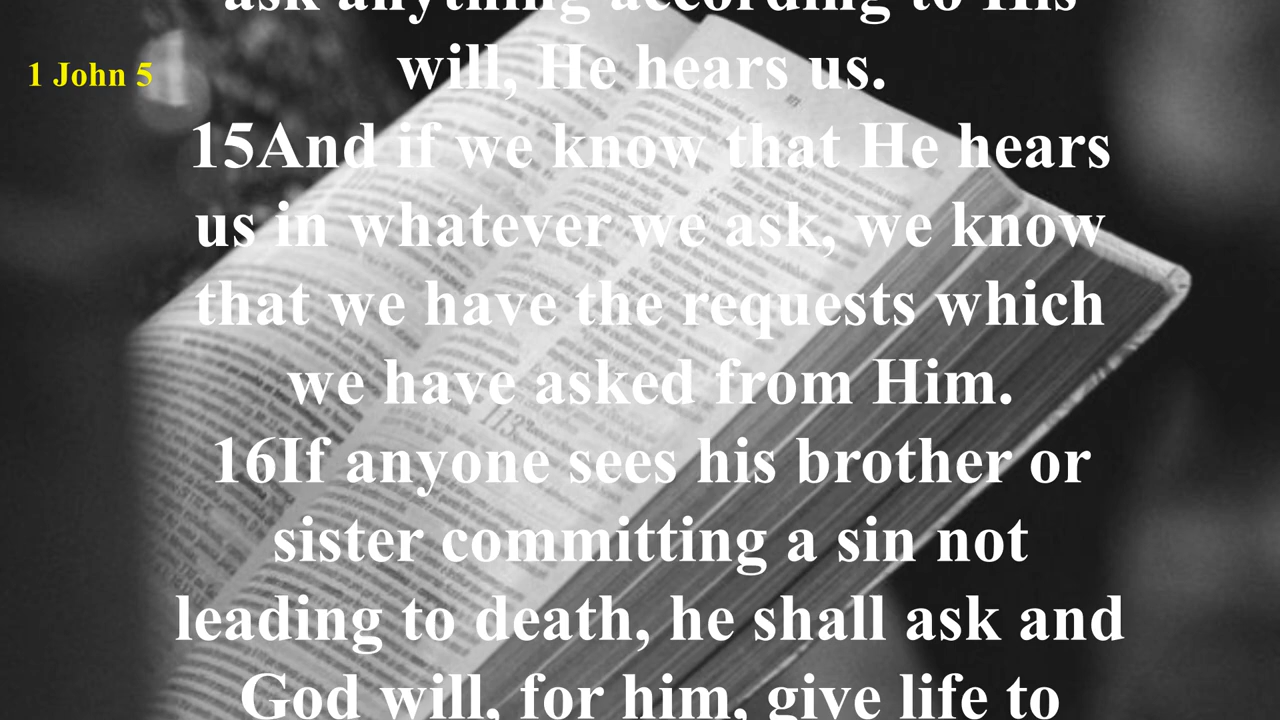 ask anything according to His
1 John 5
will, He hears us.
15And if we know that He hears
us in whatever we ask, we know
that we have the requests which
we have asked from Him.
16If anyone sees his brother or
sister committing a sin not
leading to death, he shall ask and
God will, for him, give life to